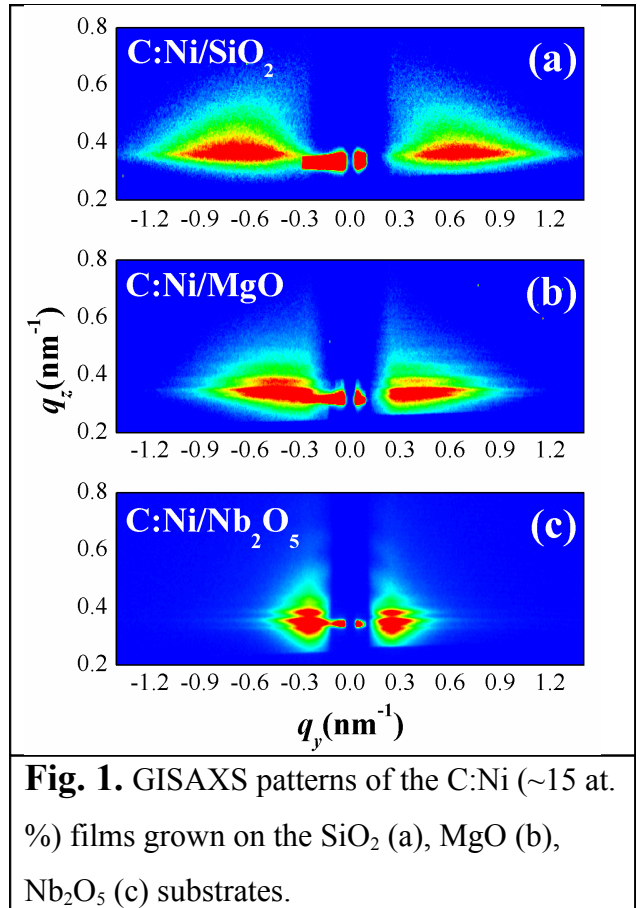 0.8
C:Ni/SiO₂ (a)
0.6
0.4
0.2
-1.2 -0.9 -0.6 -0.3 0.0 0.3 0.6 0.9 1.2
0.8
C:Ni/MgO (b)
0.6
0.4
0.2
-1.2 -0.9 -0.6 -0.3 0.0 0.3 0.6 0.9 1.2
q_z(nm⁻¹)
0.8
C:Ni/Nb₂O₅ (c)
0.6
0.4
0.2
-1.2 -0.9 -0.6 -0.3 0.0 0.3 0.6 0.9 1.2
q_y(nm⁻¹)
Fig. 1. GISAXS patterns of the C:Ni (~15 at.
%) films grown on the SiO₂ (a), MgO (b),
Nb₂O₅ (c) substrates.